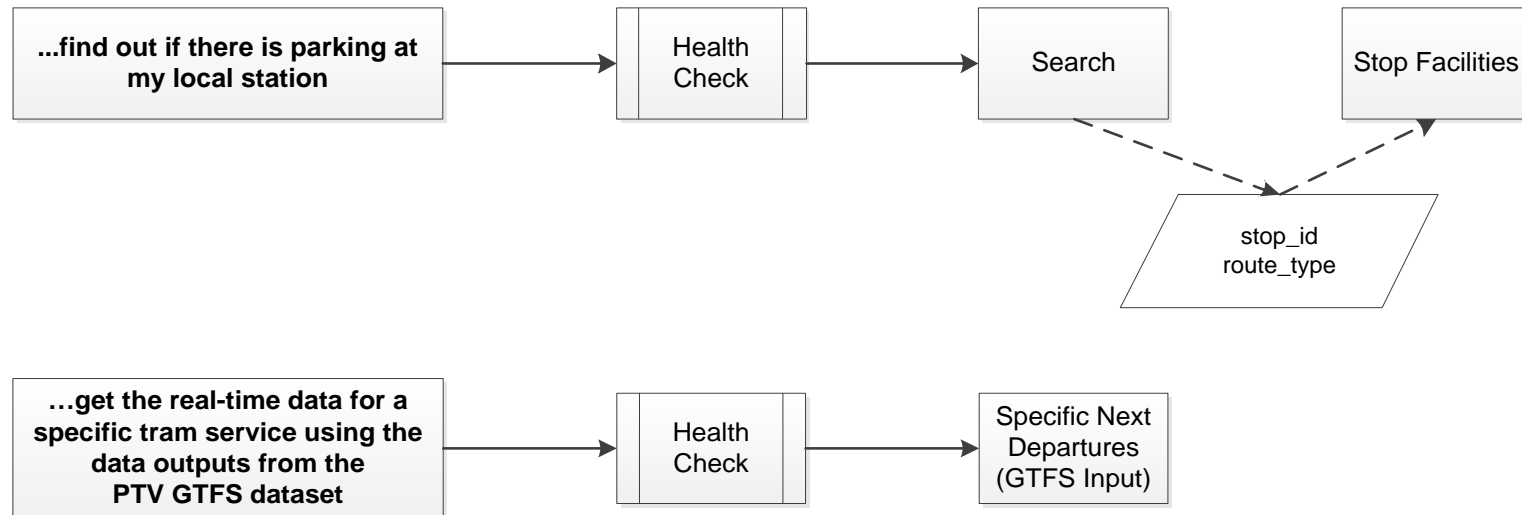 ...find out if there is parking at
my local station
Health
Check
Search
Stop Facilities
stop_id
route_type
…get the real-time data for a
specific tram service using the
data outputs from the
PTV GTFS dataset
Health
Check
Specific Next
Departures
(GTFS Input)